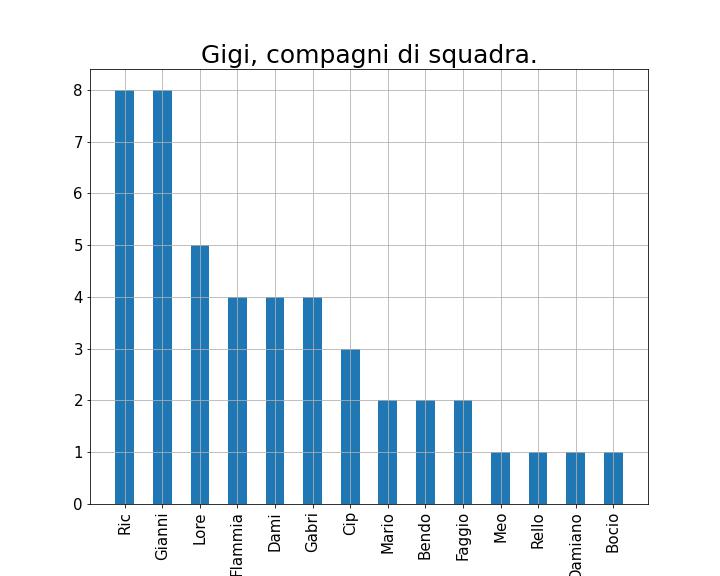 Gigi, compagni di squadra.
8
7
6
5
4
3
2
1
0
Ric
Gianni
Lore
Flammia
Dami
Gabri
Cip
Mario
Bendo
Faggio
Meo
Rello
Damiano
Bocio